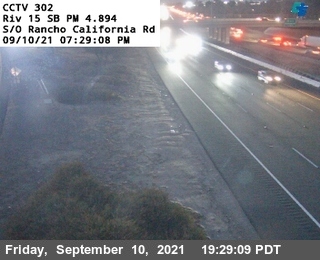 CCTV 302
Riv 15 SB PM 4.894
S/O Rancho California Rd
09/10/21 07:29:08 PM
Friday, September 10, 2021 19:29:09 PDT